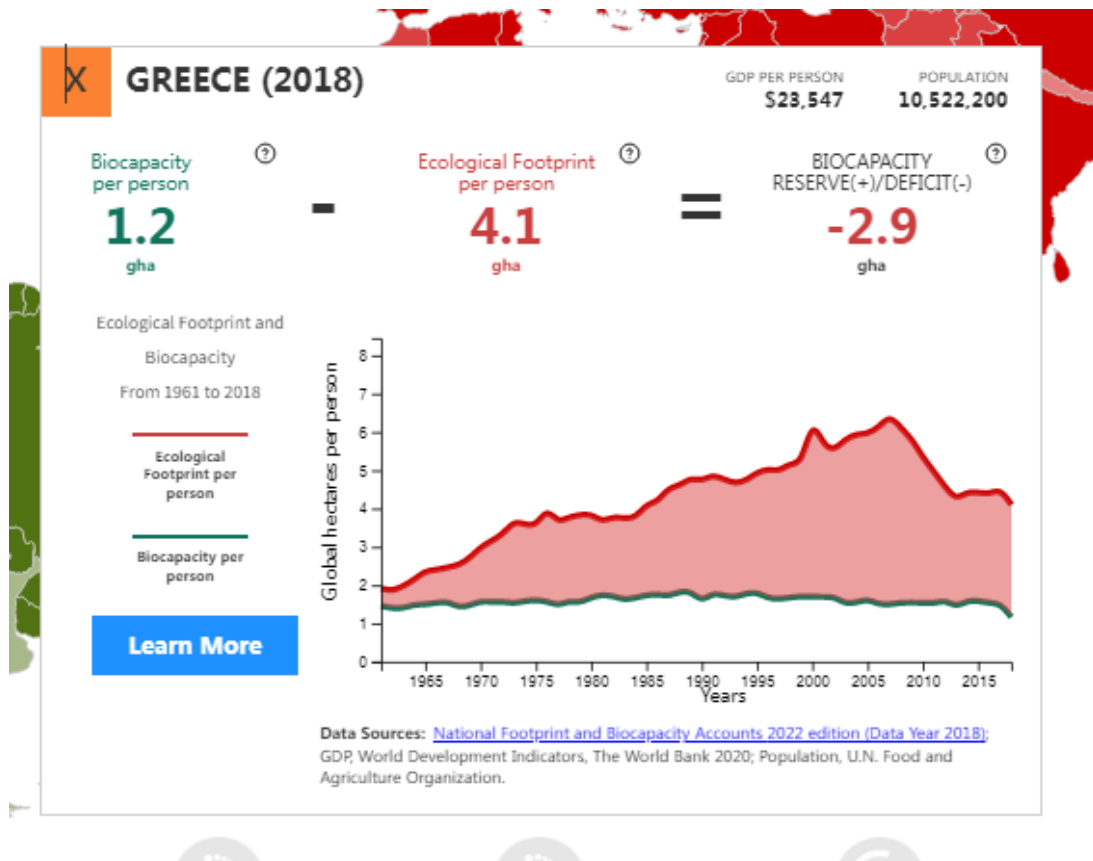 X GREECE (2018)
GDP PER PERSON
$23,547
POPULATION
10,522,200
Biocapacity
per person
1.2
gha
-
Ecological Footprint
per person
4.1
gha
=
BIOCAPACITY
RESERVE(+)/DEFICIT(-)
-2.9
gha
Ecological Footprint and
Biocapacity
From 1961 to 2018
Ecological
Footprint per
person
Biocapacity per
person
Learn More
Global hectares per person
8
7
6
5
4
3
2
1
0
1965 1970 1975 1980 1985 1990 1995 2000 2005 2010 2015
Years
Data Sources: National Footprint and Biocapacity Accounts 2022 edition (Data Year 2018);
GDP, World Development Indicators, The World Bank 2020; Population, U.N. Food and
Agriculture Organization.